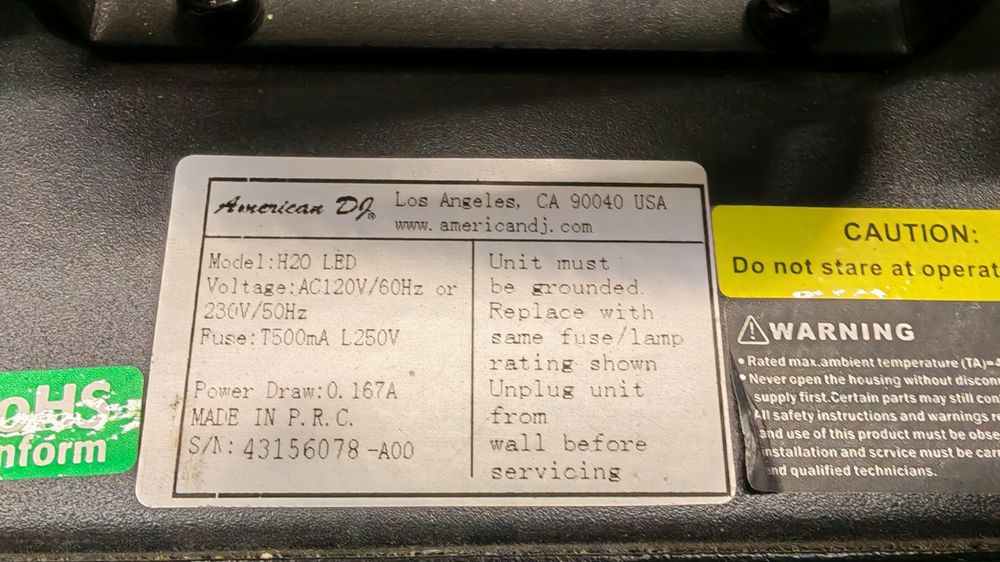 American DJ® Los Angeles, CA 90040 USA
www.americandj.com
Model:H2O LED
Voltage:AC120V/60Hz or
230V/50Hz
Fuse:T500mA L250V
Power Draw:0.167A
MADE IN P.R.C.
S/N: 43156078-A00
Unit must
be grounded.
Replace with
same fuse/lamp
rating shown
Unplug unit
from
wall before
servicing
CAUTION:
Do not stare at operat
WARNING
• Rated max.ambient temperature (TA)=4
• Never open the housing without discon
supply first.Certain parts may still con
All safety instructions and warnings
and use of this product must be obse
Installation and service must be car
and qualified technicians.
OHS
nform